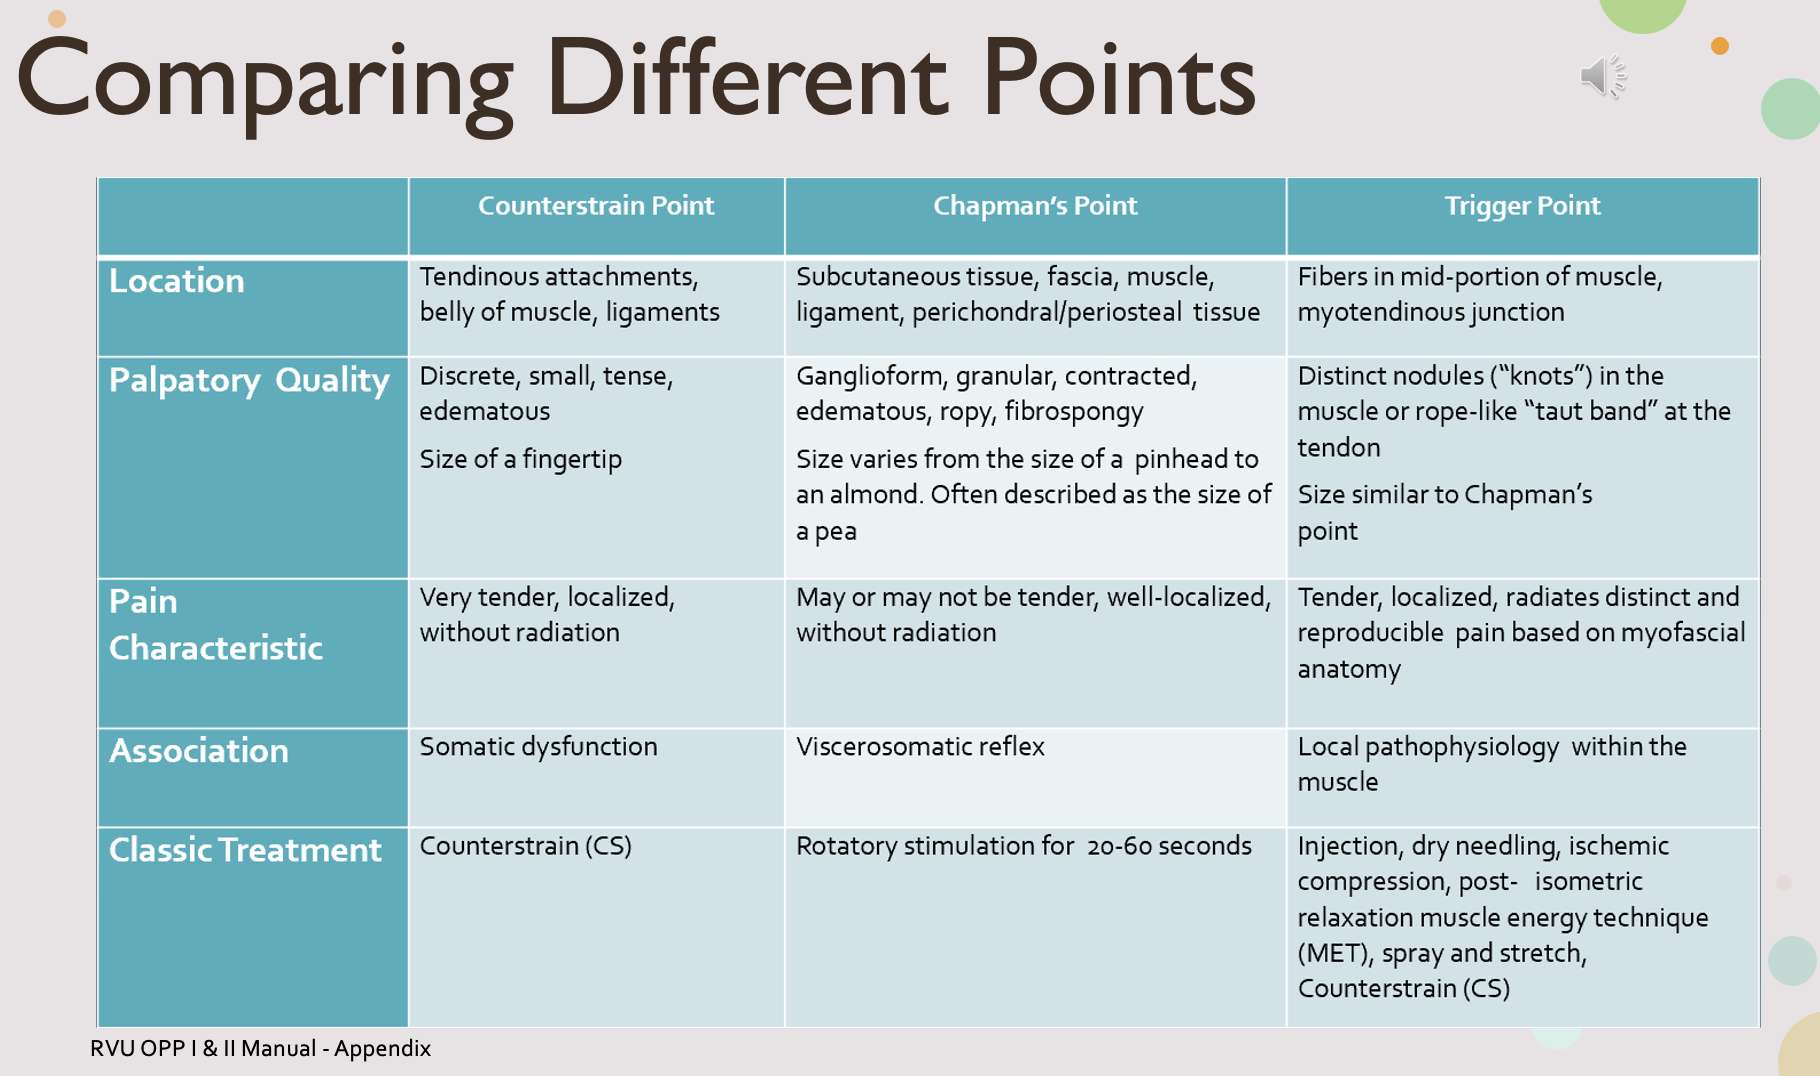 Comparing Different Points
Counterstrain Point
Chapman’s Point
Trigger Point
Location
Tendinous attachments,
belly of muscle, ligaments
Subcutaneous tissue, fascia, muscle,
ligament, perichondral/periosteal tissue
Fibers in mid-portion of muscle,
myotendinous junction
Palpatory Quality
Discrete, small, tense,
edematous
Size of a fingertip
Ganglioform, granular, contracted,
edematous, ropy, fibrospongy
Size varies from the size of a pinhead to
an almond. Often described as the size of
a pea
Distinct nodules (“knots”) in the
muscle or rope-like “taut band” at the
tendon
Size similar to Chapman’s
point
Pain
Characteristic
Very tender, localized,
without radiation
May or may not be tender, well-localized,
without radiation
Tender, localized, radiates distinct and
reproducible pain based on myofascial
anatomy
Association
Somatic dysfunction
Viscerosomatic reflex
Local pathophysiology within the
muscle
Classic Treatment
Counterstrain (CS)
Rotatory stimulation for 20-60 seconds
Injection, dry needling, ischemic
compression, post- isometric
relaxation muscle energy technique
(MET), spray and stretch,
Counterstrain (CS)
RVU OPP I & II Manual - Appendix